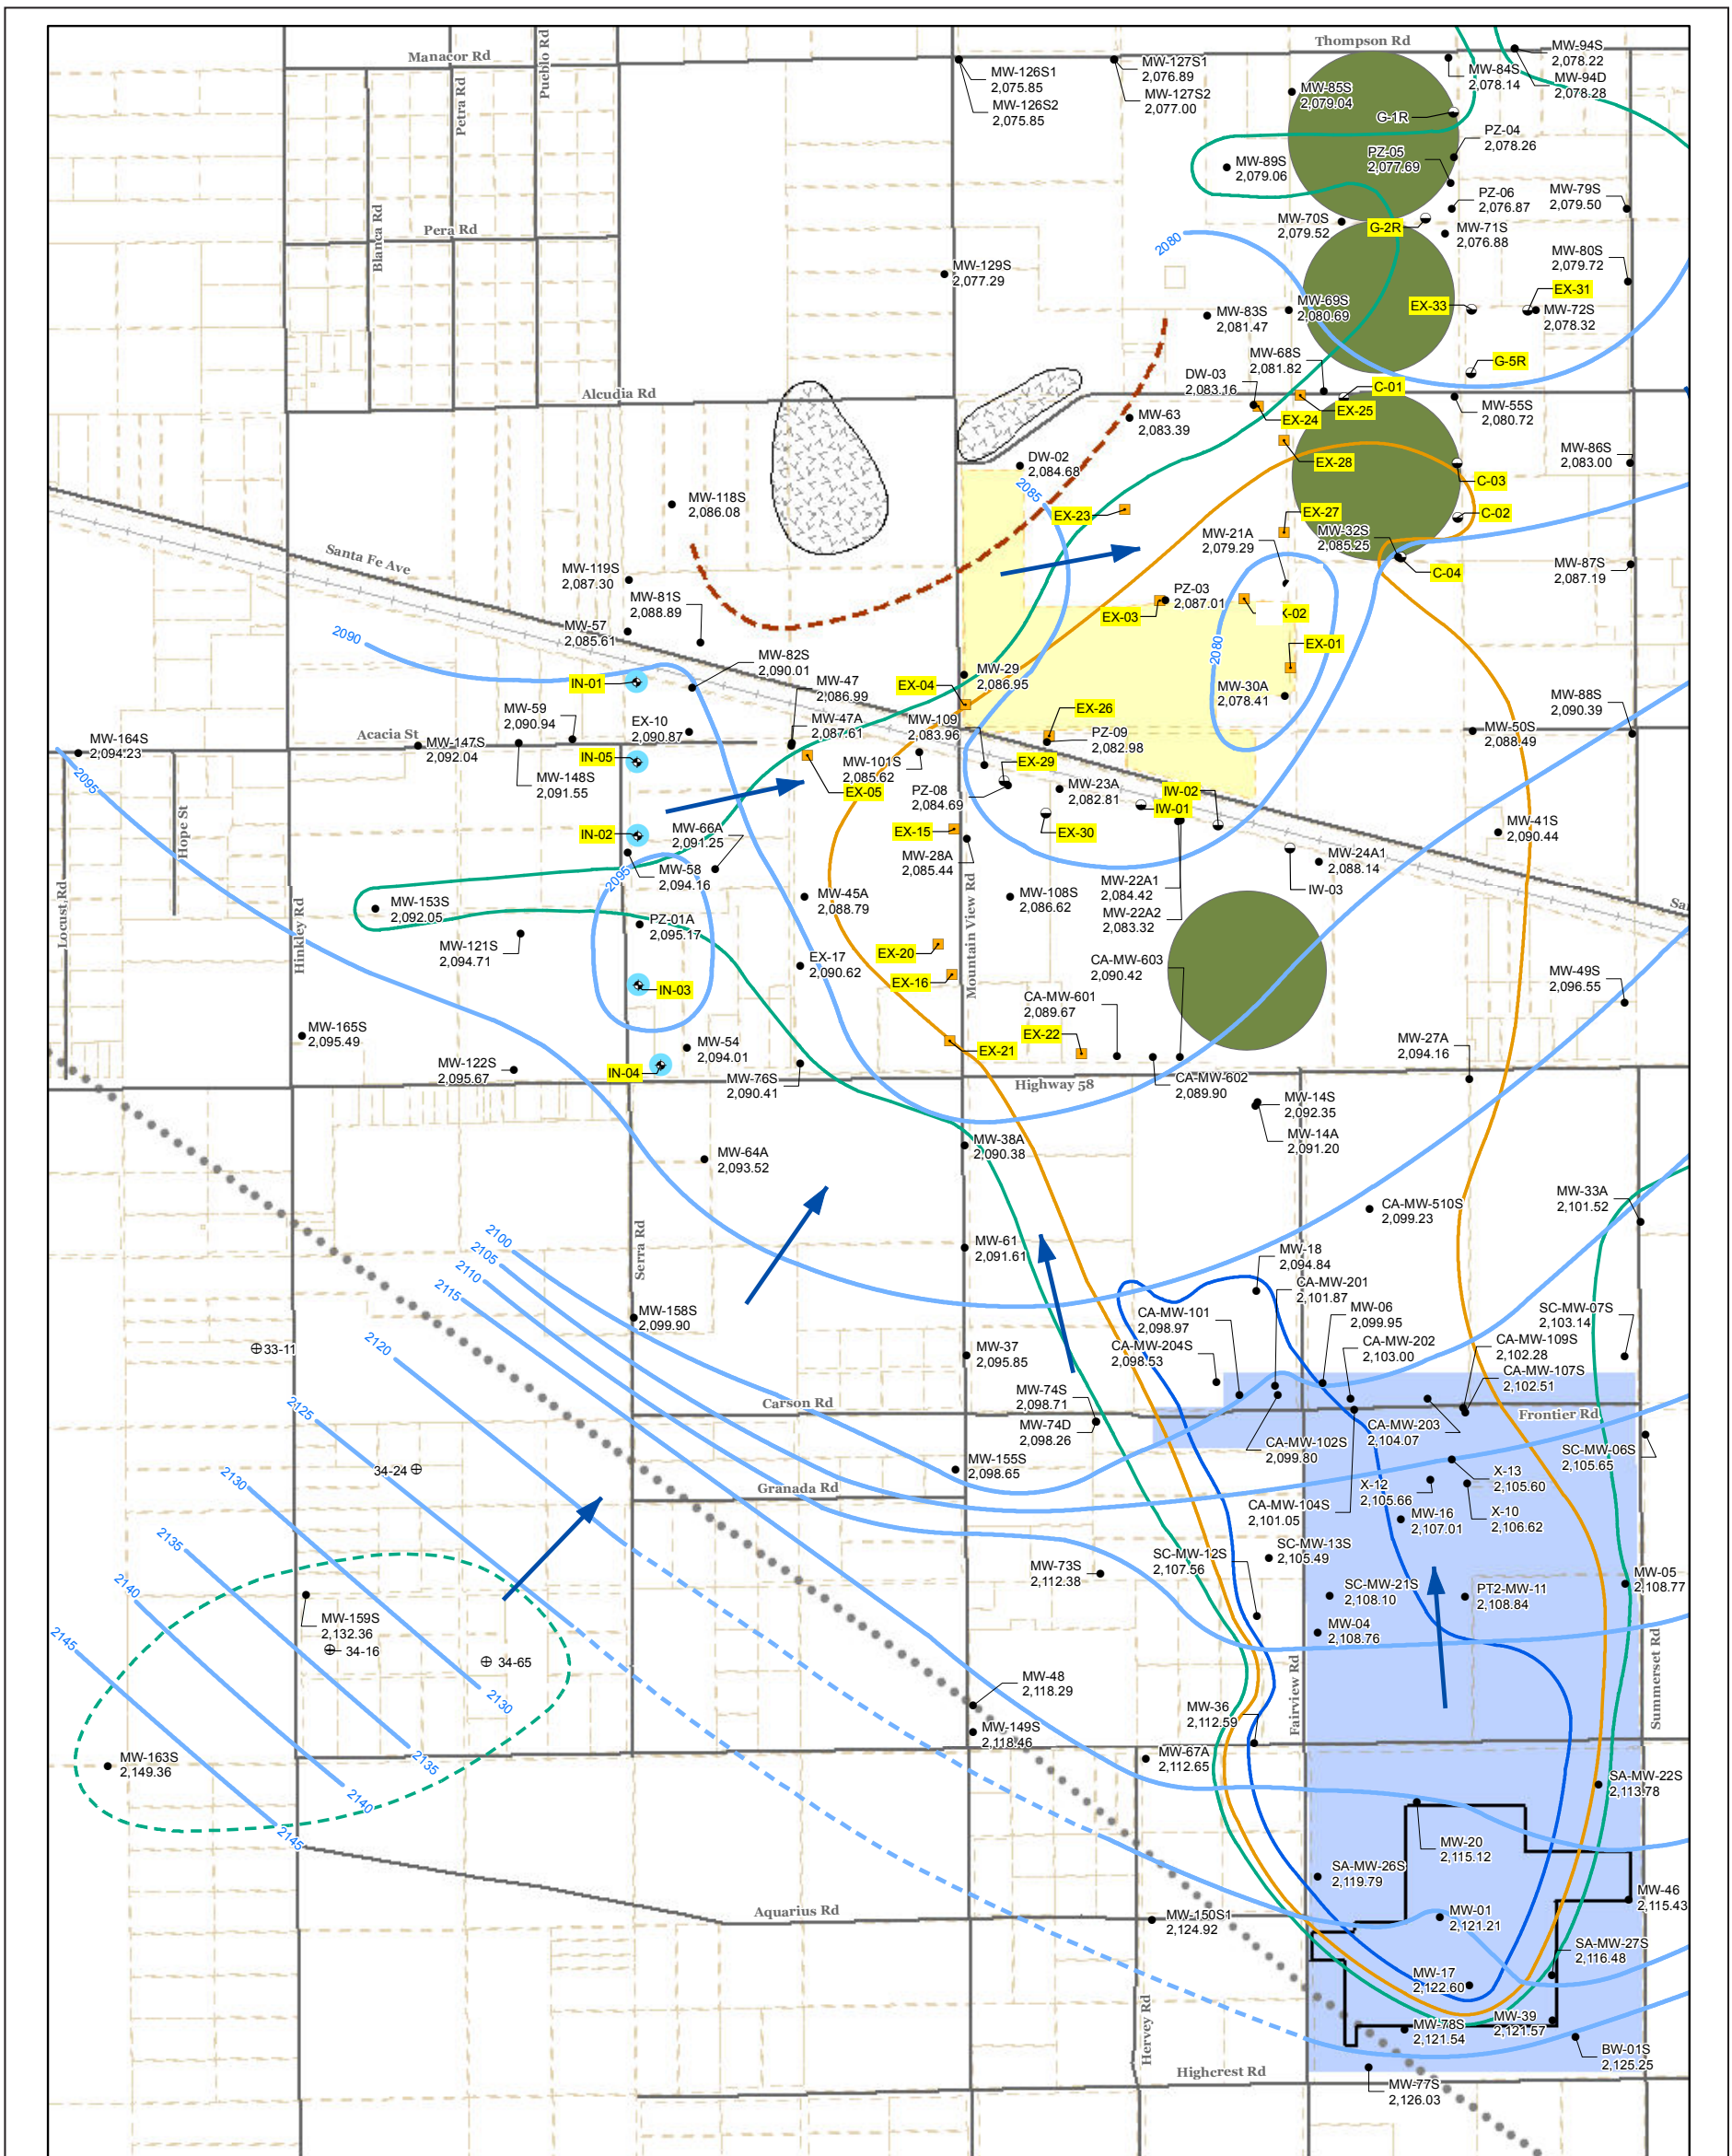 Manacor Rd
Thompson Rd
Petra Rd
Pueblo Rd
Blanca Rd
Pera Rd
MW-126S1
2,075.85
MW-126S2
2,075.85
MW-127S1
2,076.89
MW-127S2
2,077.00
MW-85S
2,079.04
MW-84S
2,078.14
MW-94S
2,078.22
MW-94D
2,078.28
G-1R
PZ-04
2,078.26
PZ-05
2,077.69
MW-89S
2,079.06
PZ-06
2,076.87
MW-79S
2,079.50
MW-70S
2,079.52
G-2R
MW-71S
2,076.88
2080
MW-80S
2,079.72
MW-129S
2,077.29
EX-31
MW-83S
2,081.47
MW-69S
2,080.69
EX-33
MW-72S
2,078.32
MW-68S
2,081.82
G-5R
DW-03
2,083.16
C-01
Alcudia Rd
EX-25
EX-24
MW-63
2,083.39
MW-55S
2,080.72
MW-86S
2,083.00
DW-02
2,084.68
EX-28
C-03
2085
MW-118S
2,086.08
EX-23
EX-27
C-02
MW-21A
2,079.29
MW-32S
2,085.25
Santa Fe Ave
MW-119S
2,087.30
C-04
MW-87S
2,087.19
MW-81S
2,088.89
PZ-03
2,087.01
EX-03
X-02
MW-57
2,085.61
2090
EX-01
2080
MW-82S
2,090.01
MW-29
2,086.95
IN-01
MW-47
2,086.99
EX-04
MW-30A
2,078.41
MW-88S
2,090.39
MW-59
2,090.94
EX-10
2,090.87
MW-47A
2,087.61
MW-109
2,083.96
EX-26
Acacia St
MW-164S
2,094.23
MW-147S
2,092.04
PZ-09
2,082.98
MW-50S
2,088.49
IN-05
MW-101S
2,085.62
EX-29
2095
MW-148S
2,091.55
EX-05
PZ-08
2,084.69
MW-23A
2,082.81
IW-02
IW-01
Hope St
IN-02
MW-66A
2,091.25
EX-15
EX-30
MW-41S
2,090.44
MW-28A
2,085.44
MW-58
2,094.16
2095
MW-24A1
2,088.14
IW-03
MW-22A1
2,084.42
MW-22A2
2,083.32
MW-45A
2,088.79
MW-108S
2,086.62
Locust Rd
MW-153S
2,092.05
Hinkley Rd
PZ-01A
2,095.17
Mountain View Rd
MW-121S
2,094.71
EX-20
EX-17
2,090.62
CA-MW-603
2,090.42
EX-16
IN-03
MW-49S
2,096.55
CA-MW-601
2,089.67
MW-165S
2,095.49
MW-54
2,094.01
EX-21
EX-22
MW-27A
2,094.16
MW-122S
2,095.67
IN-04
MW-76S
2,090.41
Highway 58
CA-MW-602
2,089.90
MW-14S
2,092.35
MW-14A
2,091.20
MW-38A
2,090.38
MW-64A
2,093.52
CA-MW-510S
2,099.23
MW-33A
2,101.52
2100
2105
2110
2115
Serra Rd
MW-61
2,091.61
MW-18
2,094.84
CA-MW-201
2,101.87
MW-158S
2,099.90
CA-MW-101
2,098.97
MW-06
2,099.95
SC-MW-07S
2,103.14
33-11
2120
CA-MW-204S
2,098.53
CA-MW-202
2,103.00
CA-MW-109S
2,102.28
CA-MW-107S
2,102.51
MW-37
2,095.85
MW-74S
2,098.71
MW-74D
2,098.26
Carson Rd
Frontier Rd
2125
CA-MW-203
2,104.07
CA-MW-102S
2,099.80
SC-MW-06S
2,105.65
34-24
2130
MW-155S
2,098.65
Granada Rd
X-13
2,105.60
X-12
2,105.66
X-10
2,106.62
CA-MW-104S
2,101.05
MW-16
2,107.01
2135
SC-MW-13S
2,105.49
SC-MW-12S
2,107.56
MW-73S
2,112.38
MW-05
2,108.77
2140
SC-MW-21S
2,108.10
PT2-MW-11
2,108.84
MW-159S
2,132.36
MW-04
2,108.76
2145
34-16
34-65
2130
MW-48
2,118.29
Fairview Rd
Summerset Rd
MW-36
2,112.59
MW-149S
2,118.46
MW-163S
2,149.36
2135
MW-67A
2,112.65
SA-MW-22S
2,113.78
2140
2145
MW-20
2,115.12
SA-MW-26S
2,119.79
MW-46
2,115.43
Aquarius Rd
MW-150S1
2,124.92
MW-01
2,121.21
SA-MW-27S
2,116.48
MW-17
2,122.60
Hervey Rd
MW-78S
2,121.54
MW-39
2,121.57
BW-01S
2,125.25
Highcrest Rd
MW-77S
2,126.03